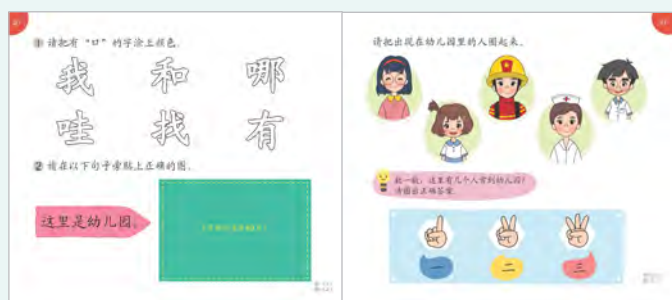 ① 请把有“口”的字涂上颜色。
我 和 哪
哇 找 有
② 请在以下句子旁贴上正确的图。
这里是幼儿园。
请把出现在幼儿园里的人圈起来。
数一数，这里有几个人会到幼儿园？
请圈出正确答案。
一 二 三